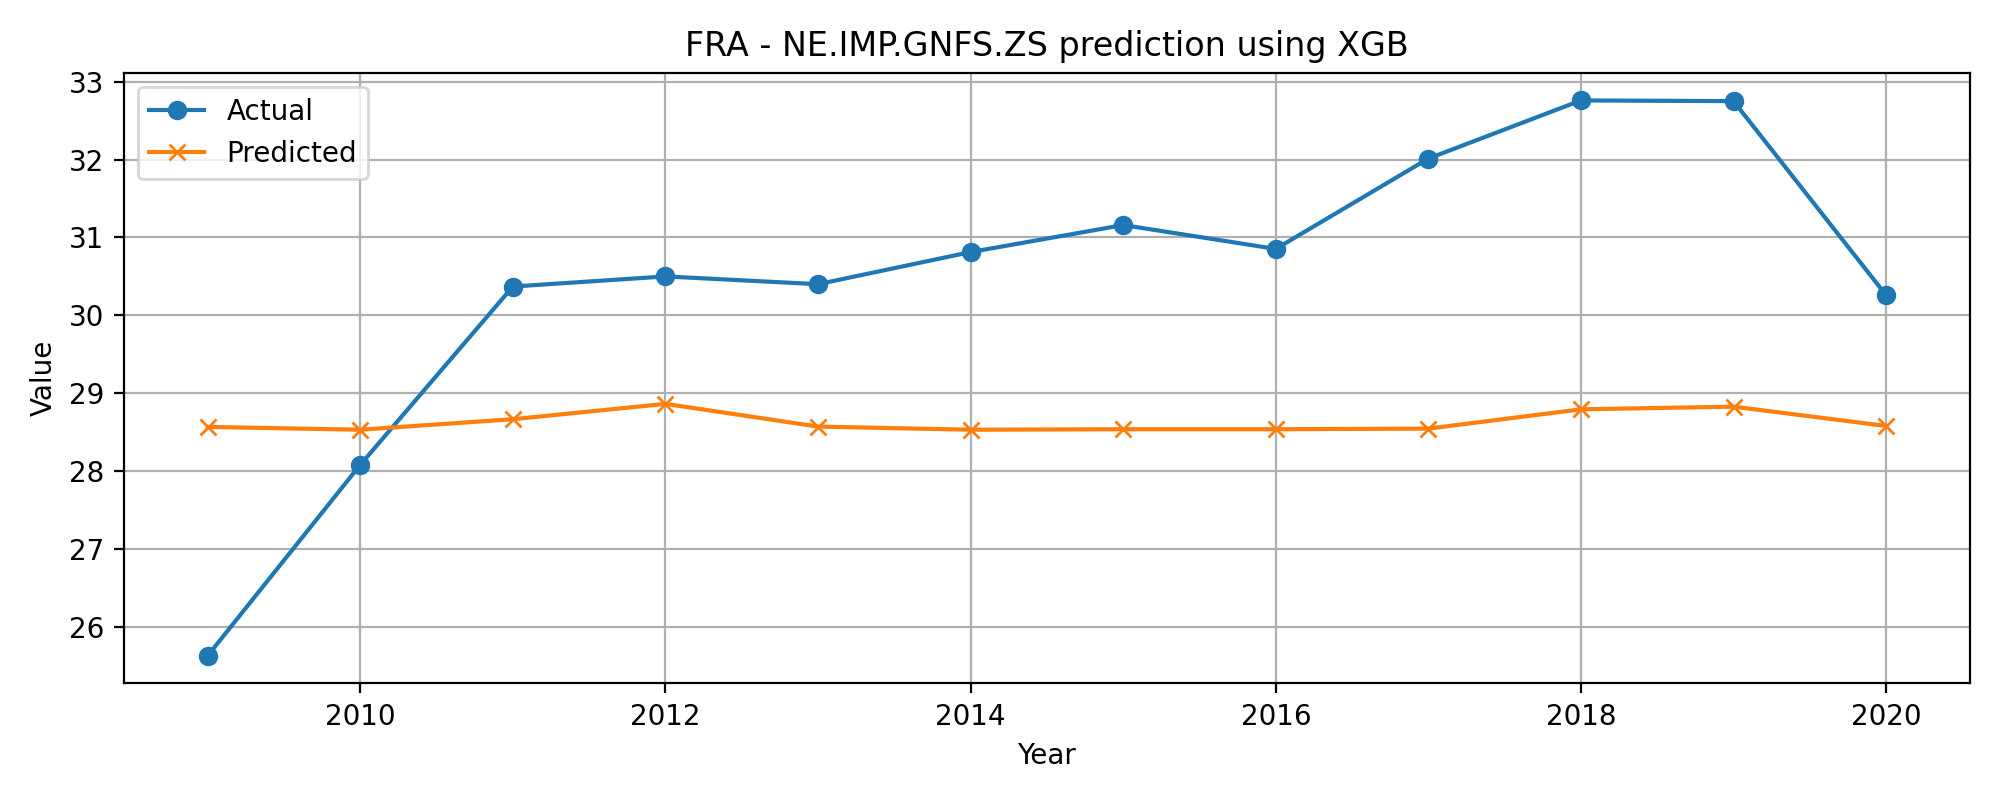 FRA - NE.IMP.GNFS.ZS prediction using XGB
Actual
Predicted
Value
33
32
31
30
29
28
27
26
2010 2012 2014 2016 2018 2020
Year